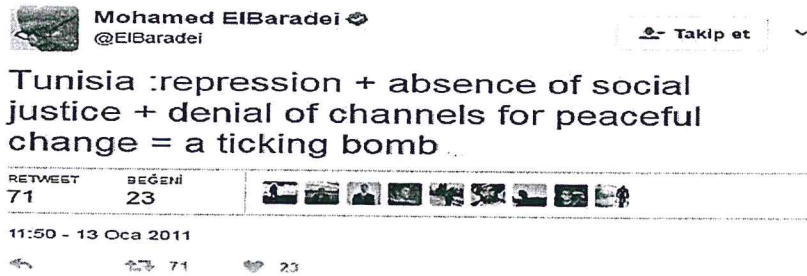 Mohamed ElBaradei
@ElBaradei
Takip et
Tunisia :repression + absence of social
justice + denial of channels for peaceful
change = a ticking bomb
RETWEET BEĞENİ
71 23
11:50 - 13 Oca 2011
71 23